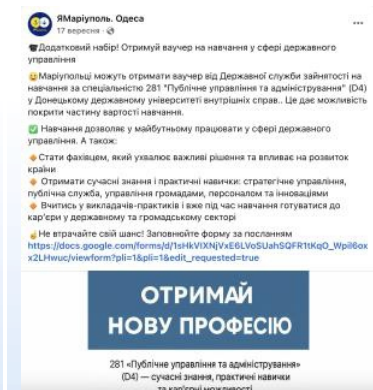 ЯМаріуполь. Одеса
17 вересня ·
Додатковий набір! Отримуй ваучер на навчання у сфері державного
управління
Маріупольці можуть отримати ваучер від Державної служби зайнятості на
навчання за спеціальністю 281 "Публічне управління та адміністрування" (D4)
у Донецькому державному університеті внутрішніх справ.. Це дає можливість
покрити частину вартості навчання.
Навчання дозволяє у майбутньому працювати у сфері державного
управління. А також:
Стати фахівцем, який ухвалює важливі рішення та впливає на розвиток
країни
Отримати сучасні знання і практичні навички: стратегічне управління,
публічна служба, управління громадами, персоналом та інноваціями
Вчитись у викладачів-практиків і вже під час навчання готуватися до
кар'єри у державному та громадському секторі
Не втрачайте свій шанс! Заповнюйте форму за посланням
https://docs.google.com/forms/d/1sHkVIXNjVxE6LVoSUahSQFR1tKqO_Wpil6ox
x2LHwuc/viewform?pli=1&pli=1&edit_requested=true
ОТРИМАЙ
НОВУ ПРОФЕСІЮ
281 «Публічне управління та адміністрування»
(D4) — сучасні знання, практичні навички
та кар'єрні можливості